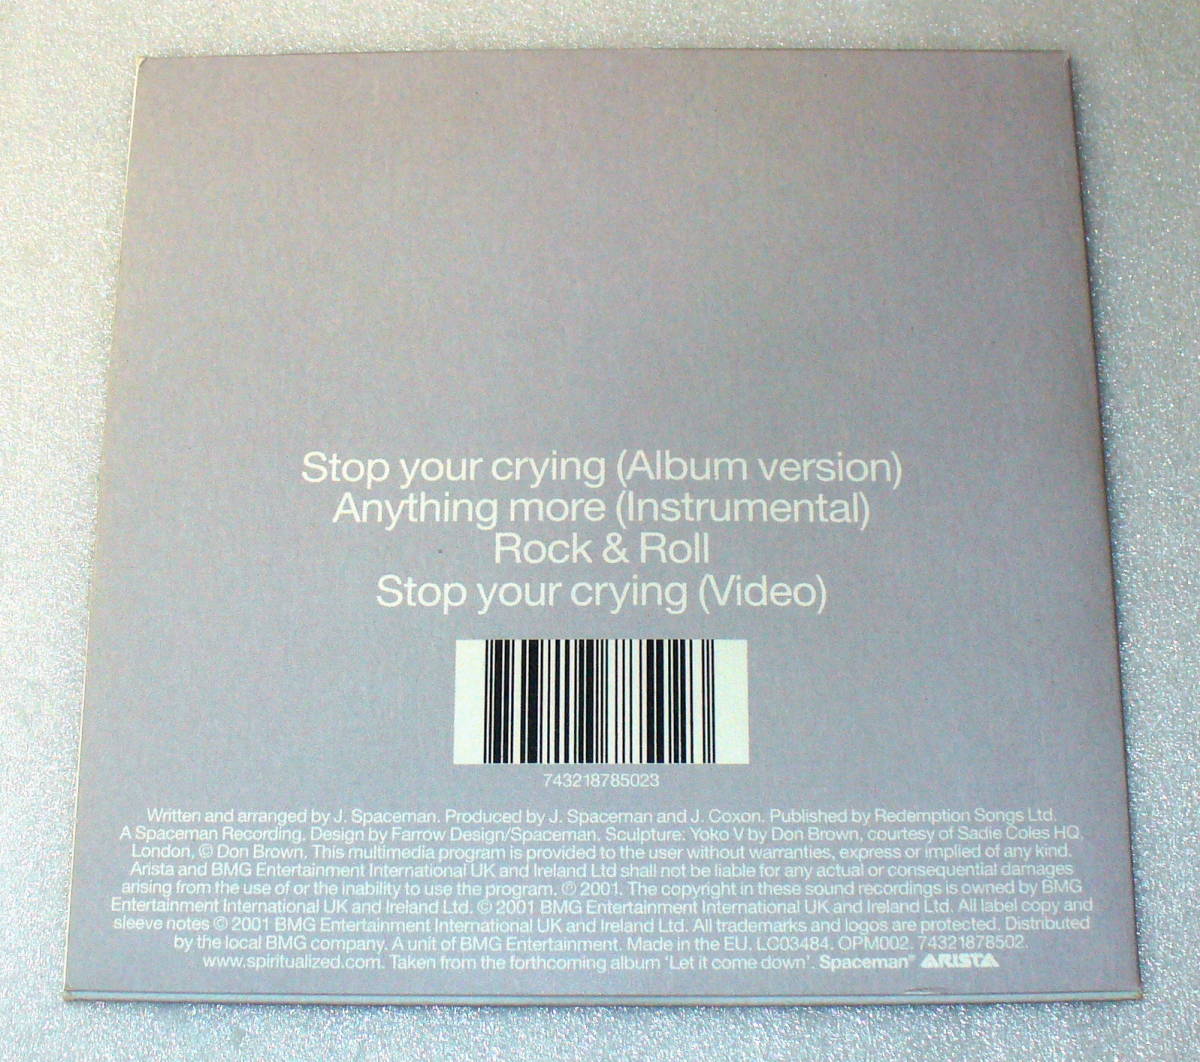 Stop your crying (Album version)
Anything more (Instrumental)
Rock & Roll
Stop your crying (Video)
743218785023
Written and arranged by J. Spaceman. Produced by J. Spaceman and J. Coxon. Published by Redemption Songs Ltd.
A Spaceman Recording. Design by Farrow Design/Spaceman. Sculpture: Yoko V by Don Brown, courtesy of Sadie Coles HQ,
London, © Don Brown. This multimedia program is provided to the user without warranties, express or implied of any kind.
Arista and BMG Entertainment International UK and Ireland Ltd shall not be liable for any actual or consequential damages
arising from the use of or the inability to use the program. ℗ 2001. The copyright in these sound recordings is owned by BMG
Entertainment International UK and Ireland Ltd. © 2001 BMG Entertainment International UK and Ireland Ltd. All label copy and
sleeve notes © 2001 BMG Entertainment International UK and Ireland Ltd. All trademarks and logos are protected. Distributed
by the local BMG company. A unit of BMG Entertainment. Made in the EU. LC03484. OPM002. 74321878502.
www.spiritualized.com. Taken from the forthcoming album 'Let it come down'. Spaceman® ARISTA